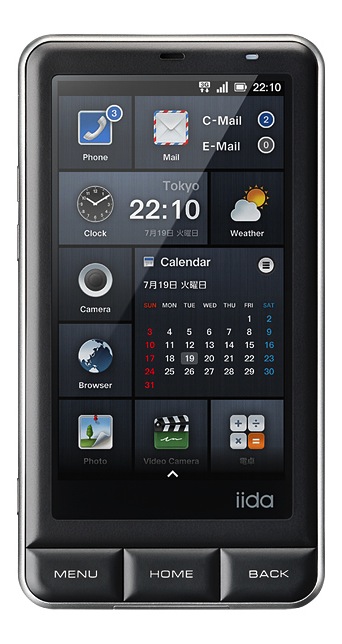 3G 22:10
3
Phone
Mail
C-Mail 2
E-Mail 0
Clock
Tokyo
22:10
7月19日 火曜日
Weather
Camera
Calendar
7月19日 火曜日
SUN MON TUE WED THU FRI SAT
1 2
3 4 5 6 7 8 9
10 11 12 13 14 15 16
17 18 19 20 21 22 23
24 25 26 27 28 29 30
31
Browser
Photo
Video Camera
電卓
iida
MENU HOME BACK